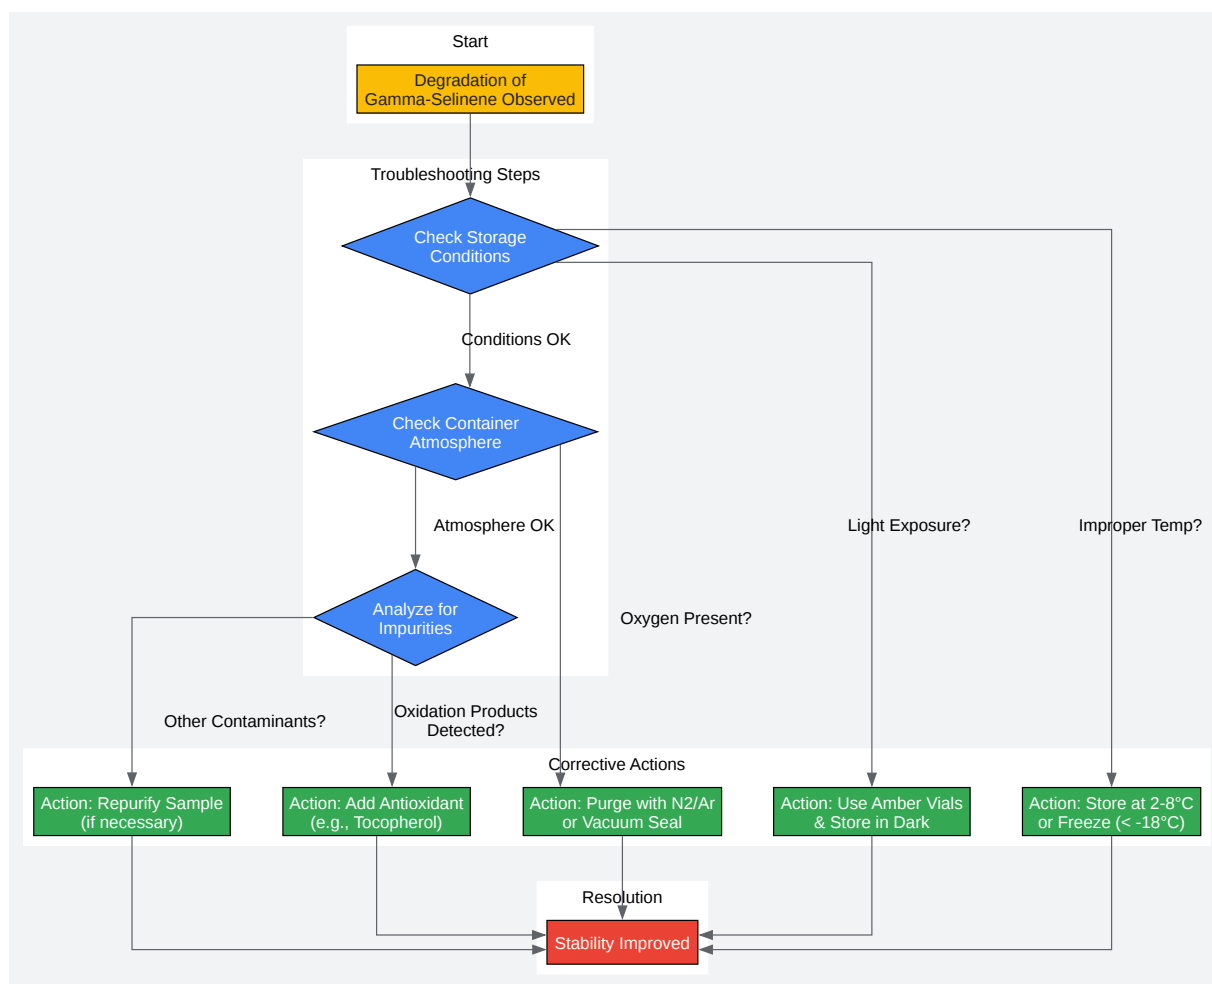 Start
Degradation of
Gamma-Selinene Observed
Troubleshooting Steps
Check Storage
Conditions
Conditions OK
Check Container
Atmosphere
Atmosphere OK
Light Exposure?
Improper Temp?
Analyze for
Impurities
Oxygen Present?
Other Contaminants?
Oxidation Products
Detected?
Corrective Actions
Action: Repurify Sample
(if necessary)
Action: Add Antioxidant
(e.g., Tocopherol)
Action: Purge with N2/Ar
or Vacuum Seal
Action: Use Amber Vials
& Store in Dark
Action: Store at 2-8°C
or Freeze (< -18°C)
Resolution
Stability Improved